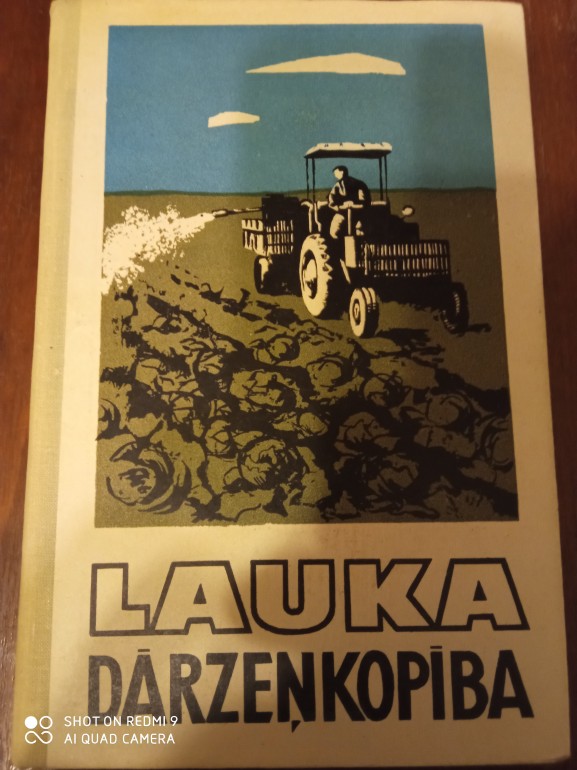 LAUKA
DĀRZEŅKOPĪBA
SHOT ON REDMI 9
AI QUAD CAMERA